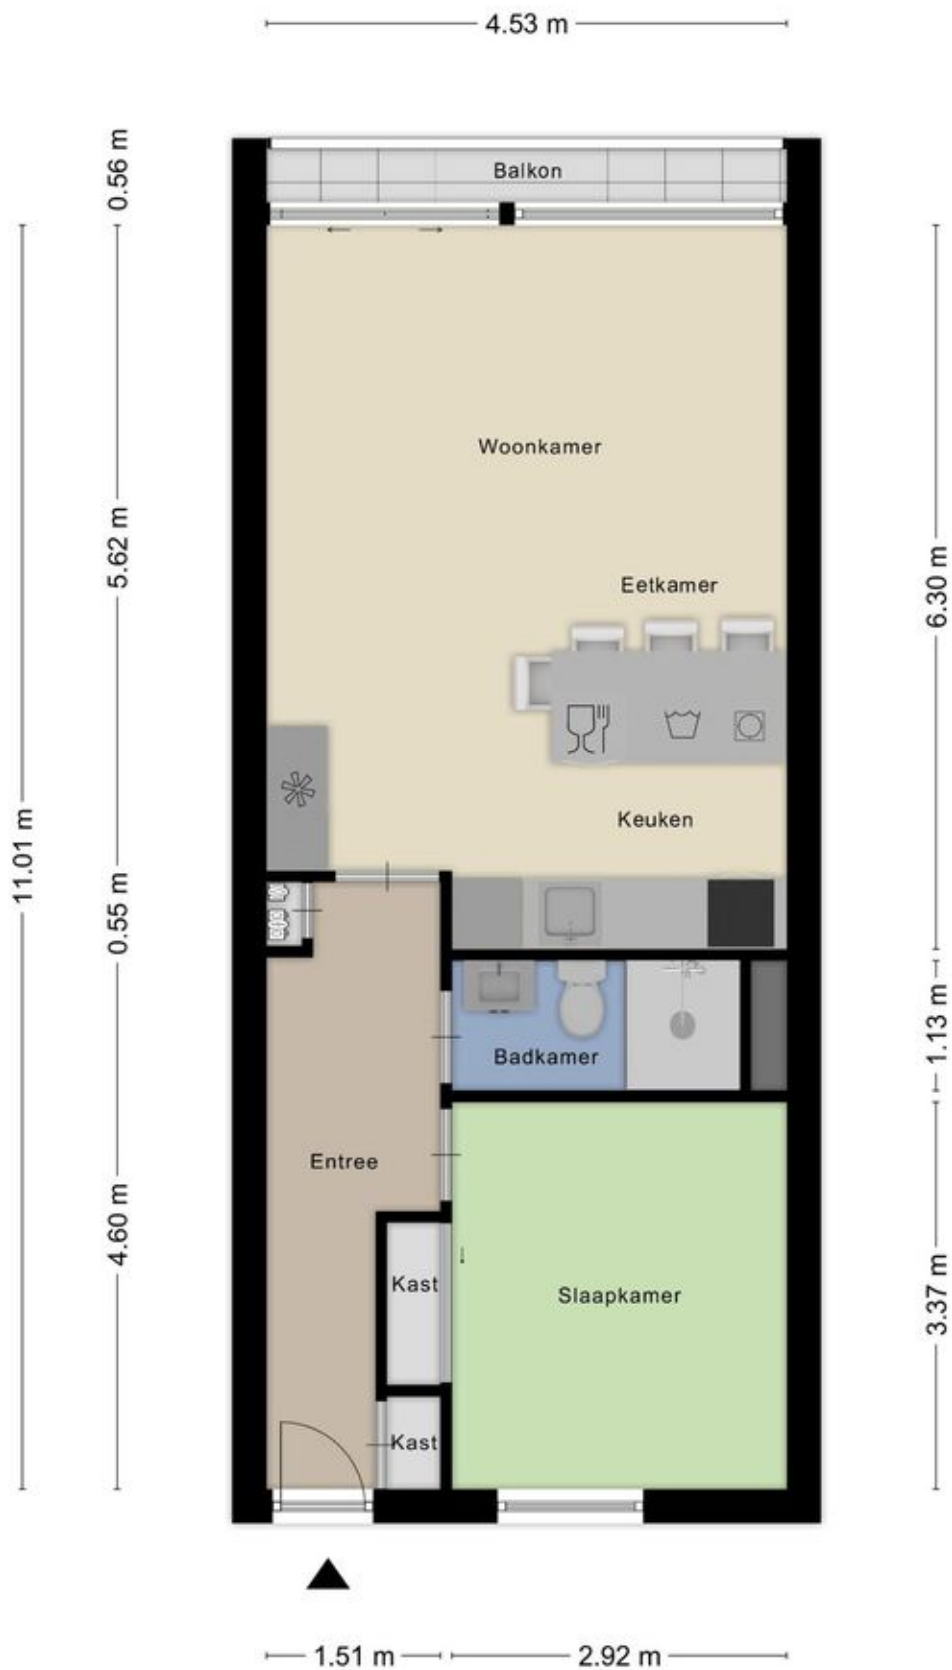 4.53 m
0.56 m
Balkon
Woonkamer
5.62 m
Eetkamer
6.30 m
Keuken
11.01 m
0.55 m
1.13 m
Badkamer
Entree
4.60 m
Kast
Slaapkamer
3.37 m
Kast
1.51 m
2.92 m